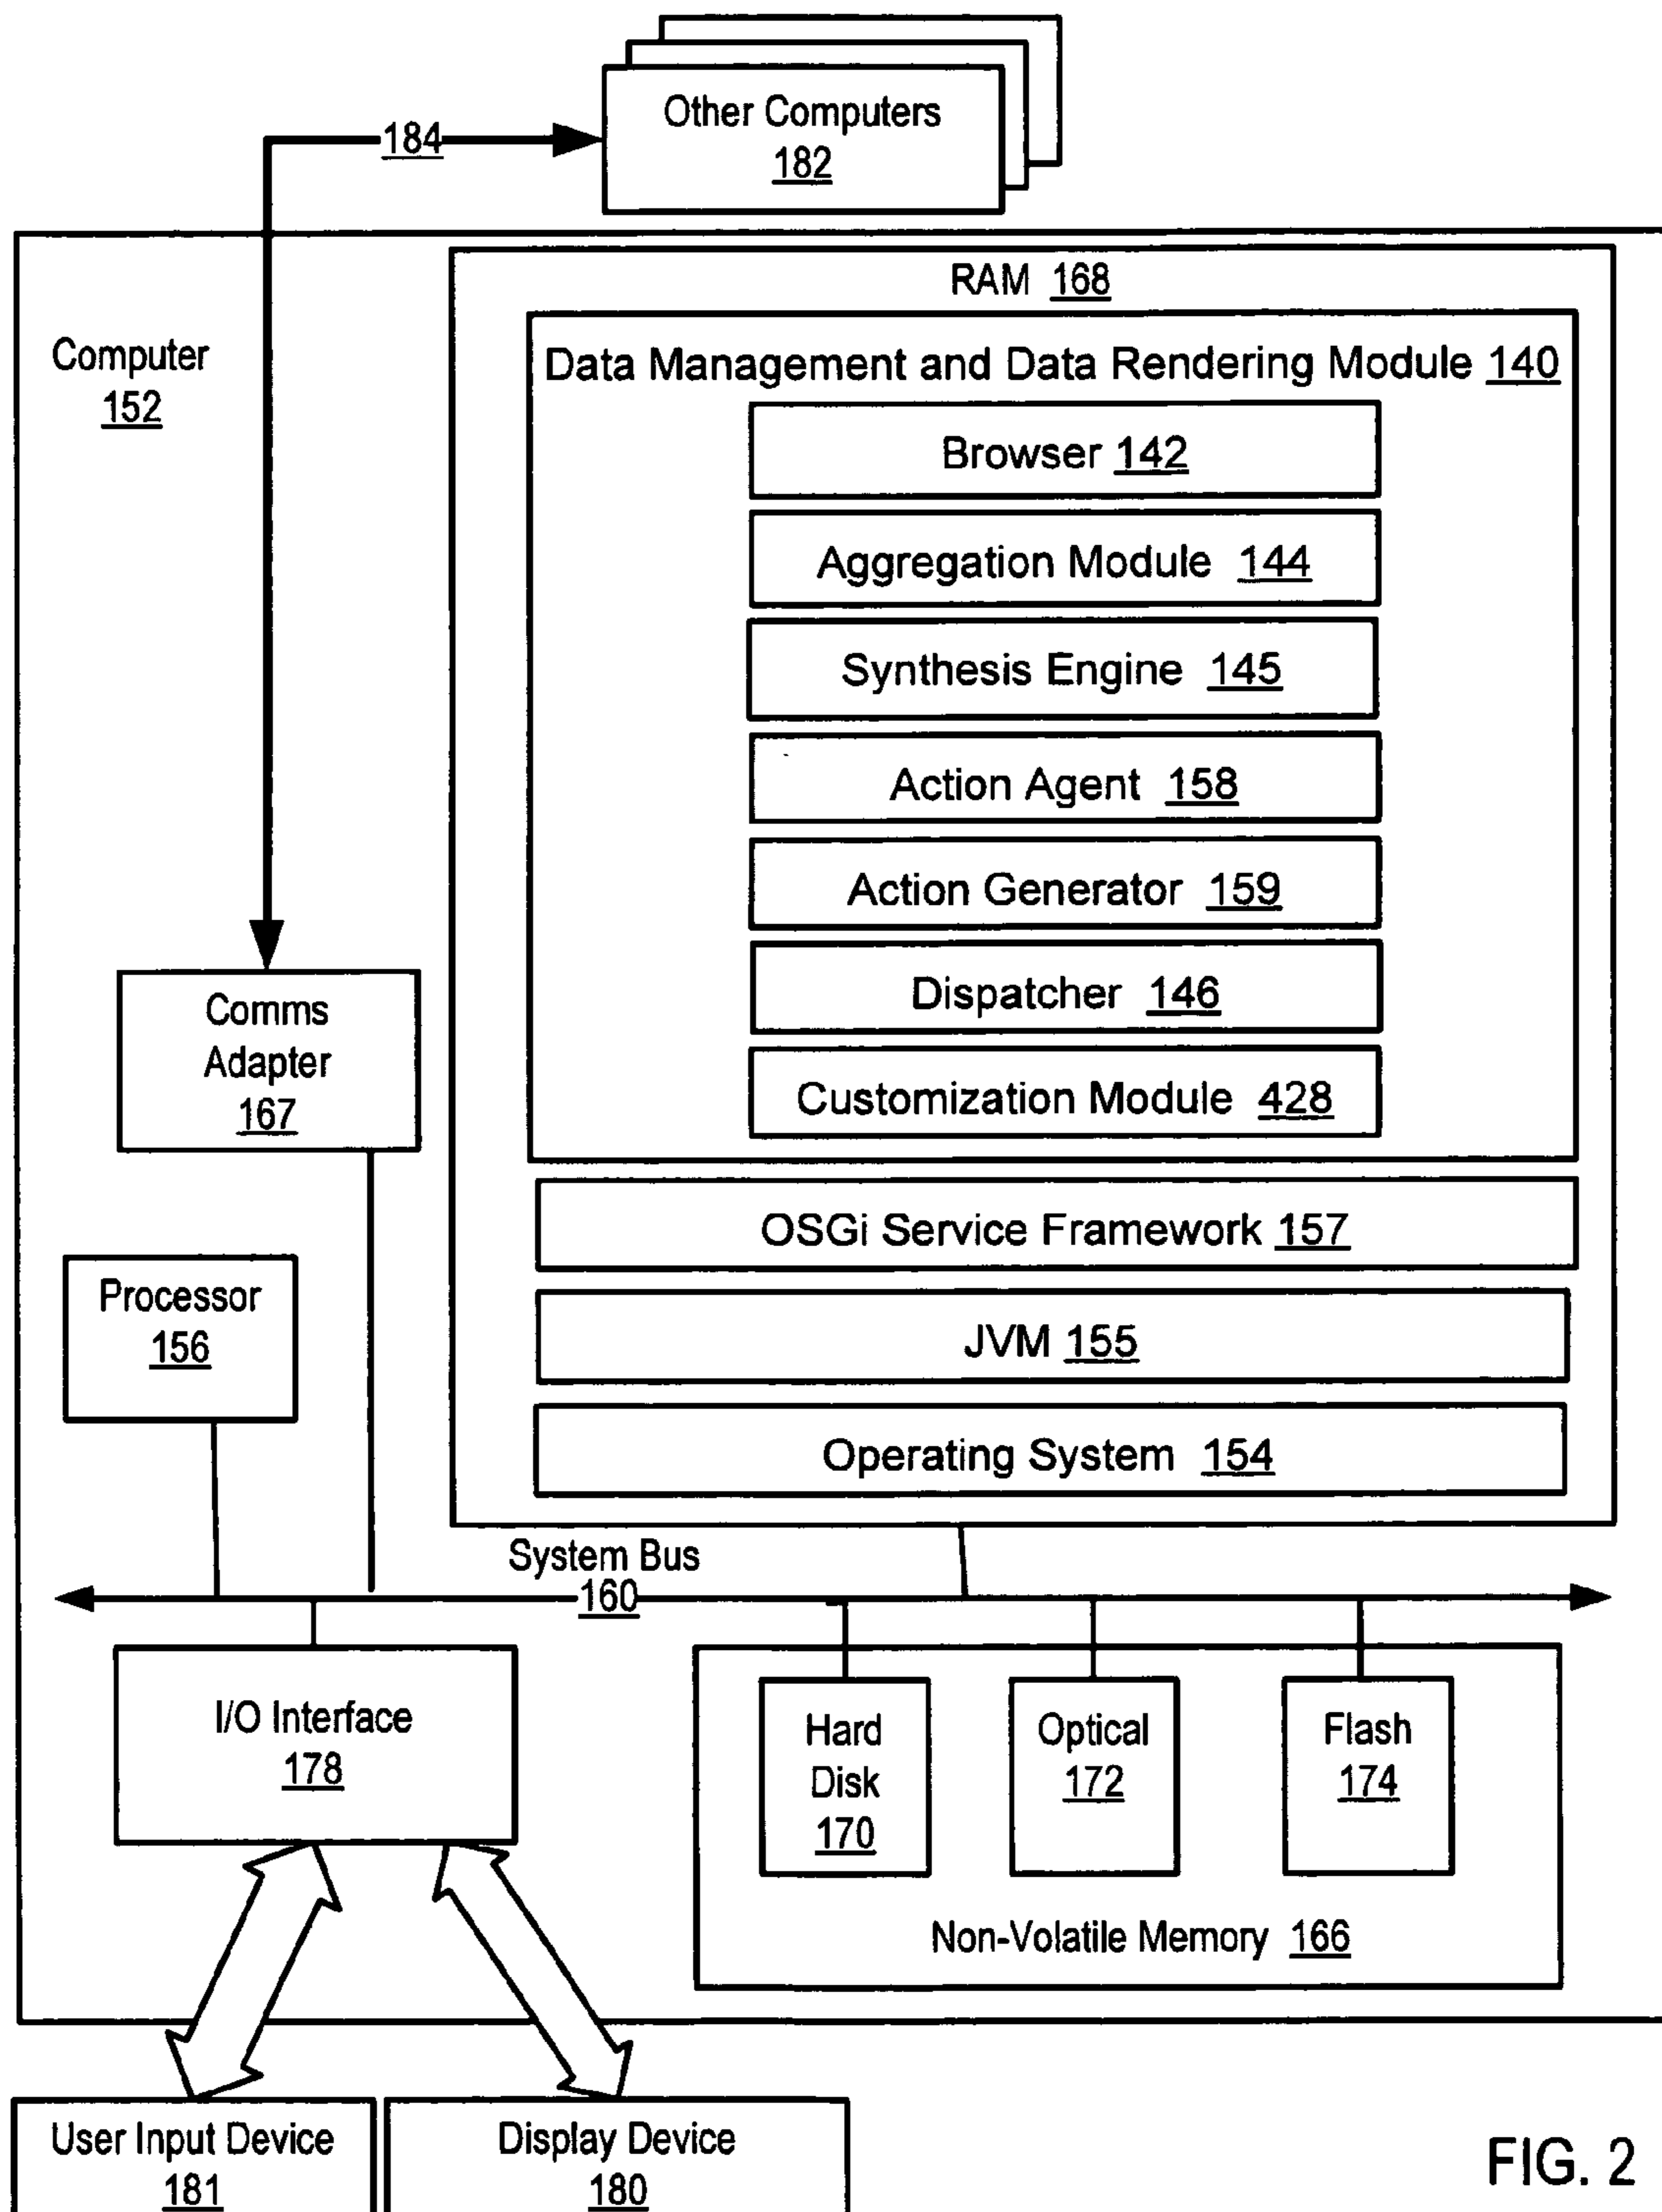 Other Computers
182
184
RAM 168
Computer
152
Data Management and Data Rendering Module 140
Browser 142
Aggregation Module 144
Synthesis Engine 145
Action Agent 158
Action Generator 159
Dispatcher 146
Customization Module 428
Comms
Adapter
167
OSGi Service Framework 157
Processor
156
JVM 155
Operating System 154
System Bus
160
I/O Interface
178
Hard
Disk
170
Optical
172
Flash
174
Non-Volatile Memory 166
User Input Device
181
Display Device
180
FIG. 2